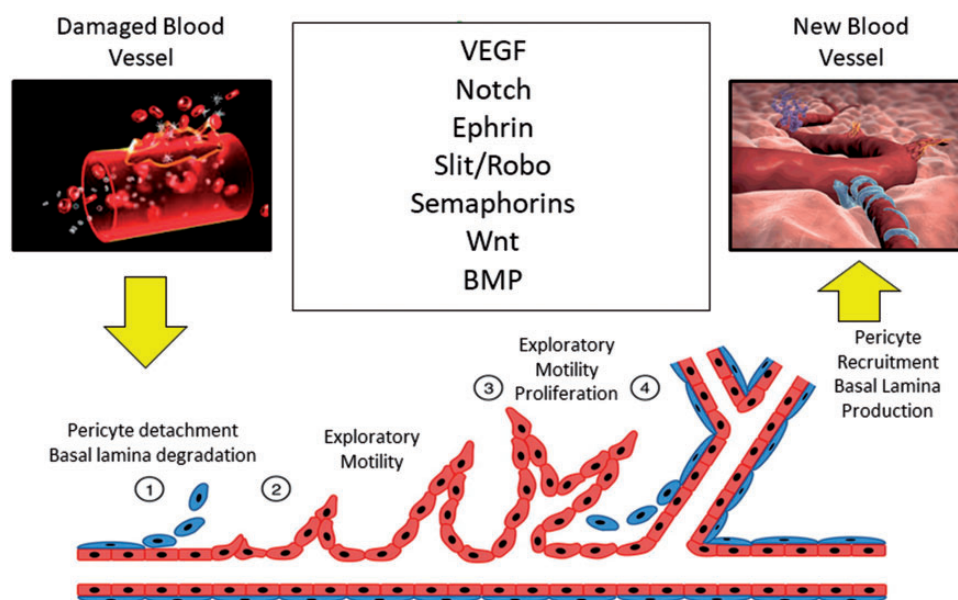 Damaged Blood
Vessel
VEGF
Notch
Ephrin
Slit/Robo
Semaphorins
Wnt
BMP
New Blood
Vessel
Pericyte detachment
Basal lamina degradation
1
2
Exploratory
Motility
3
Exploratory
Motility
Proliferation
4
Pericyte
Recruitment
Basal Lamina
Production